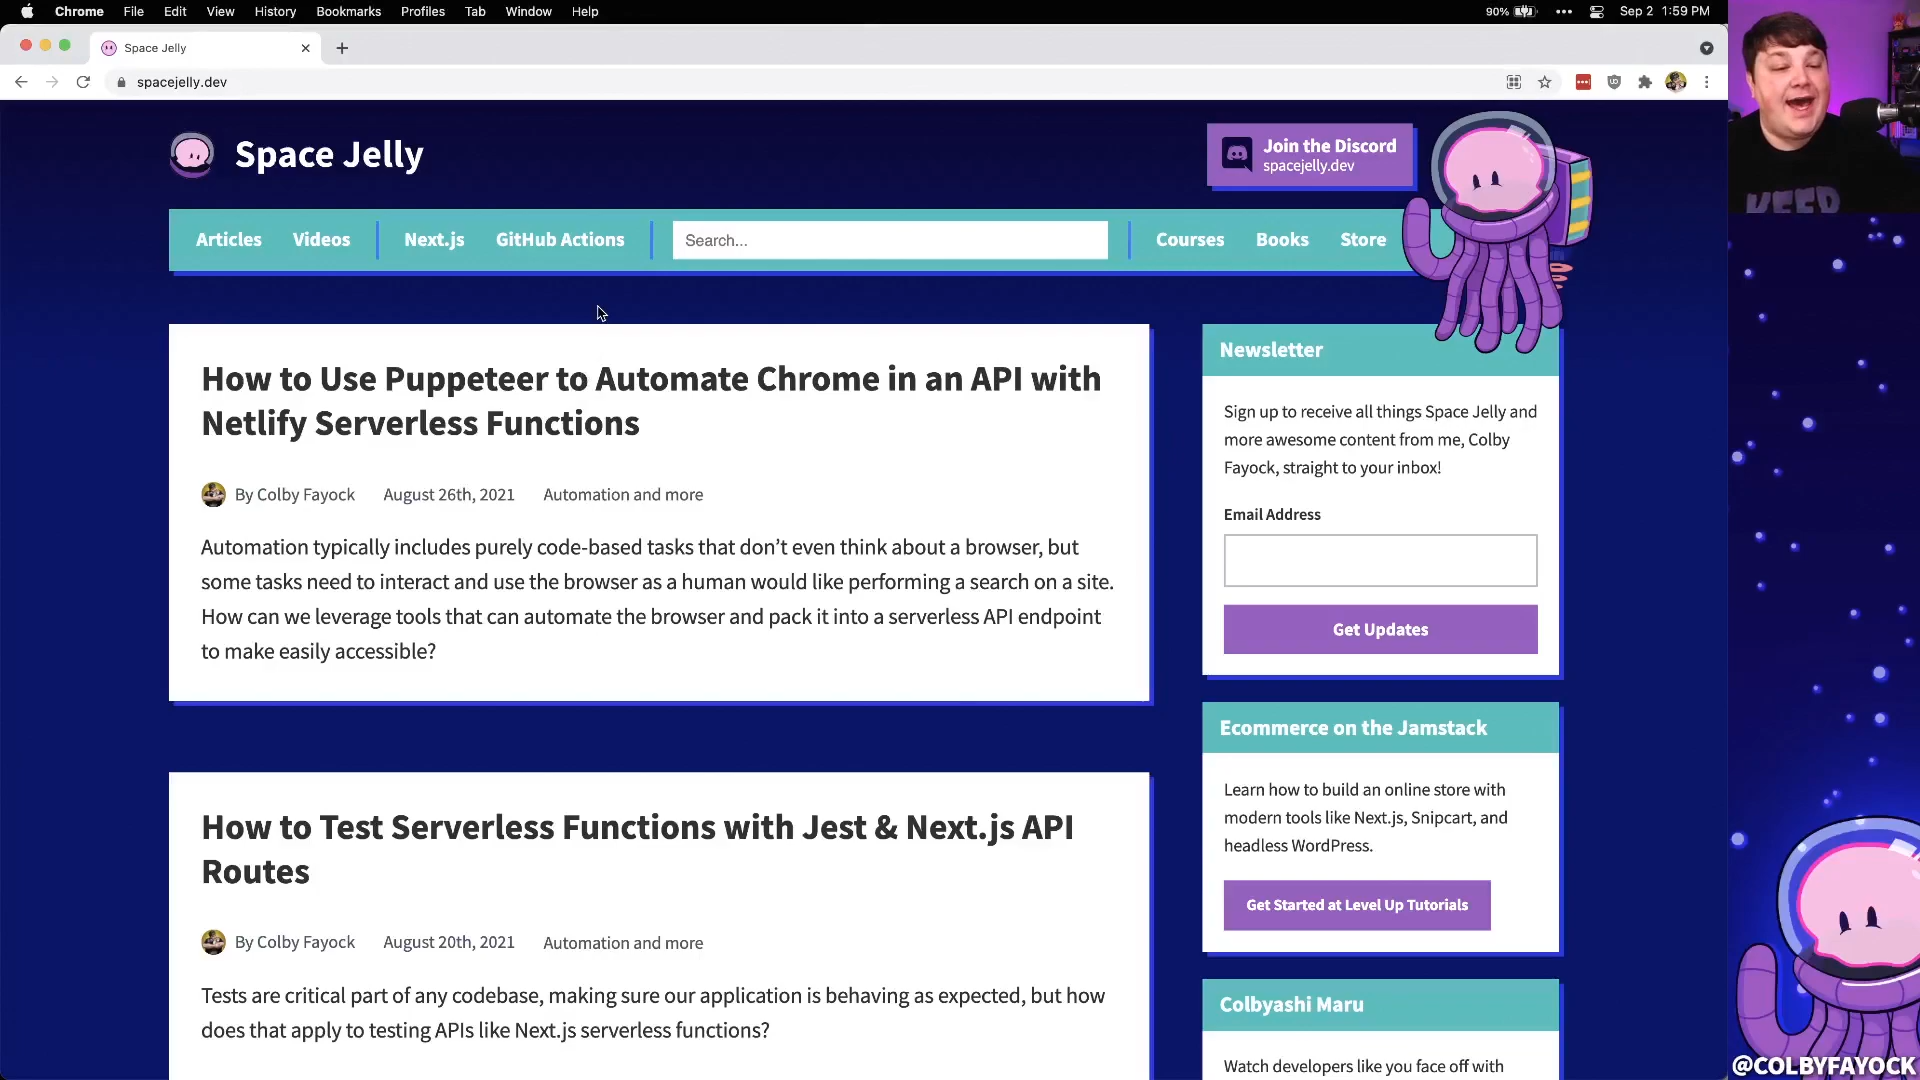 Chrome File Edit View History Bookmarks Profiles Tab Window Help 90% Sep 2 1:59 PM
Space Jelly
spacejelly.dev
Space Jelly
Join the Discord
spacejelly.dev
Articles Videos Next.js GitHub Actions Search... Courses Books Store
How to Use Puppeteer to Automate Chrome in an API with
Netlify Serverless Functions
By Colby Fayock August 26th, 2021 Automation and more
Automation typically includes purely code-based tasks that don't even think about a browser, but
some tasks need to interact and use the browser as a human would like performing a search on a site.
How can we leverage tools that can automate the browser and pack it into a serverless API endpoint
to make easily accessible?
How to Test Serverless Functions with Jest & Next.js API
Routes
By Colby Fayock August 20th, 2021 Automation and more
Tests are critical part of any codebase, making sure our application is behaving as expected, but how
does that apply to testing APIs like Next.js serverless functions?
Newsletter
Sign up to receive all things Space Jelly and
more awesome content from me, Colby
Fayock, straight to your inbox!
Email Address
Get Updates
Ecommerce on the Jamstack
Learn how to build an online store with
modern tools like Next.js, Snipcart, and
headless WordPress.
Get Started at Level Up Tutorials
Colbyashi Maru
Watch developers like you face off with
KEEP
@COLBYFAYOCK